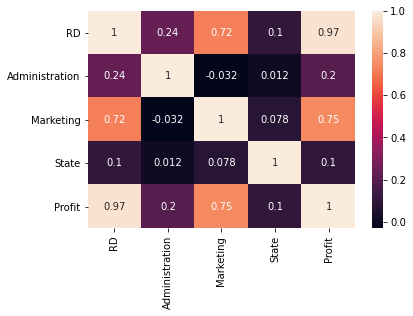 RD 1 0.24 0.72 0.1 0.97
Administration 0.24 1 -0.032 0.012 0.2
Marketing 0.72 -0.032 1 0.078 0.75
State 0.1 0.012 0.078 1 0.1
Profit 0.97 0.2 0.75 0.1 1
RD Administration Marketing State Profit
1.0
0.8
0.6
0.4
0.2
0.0